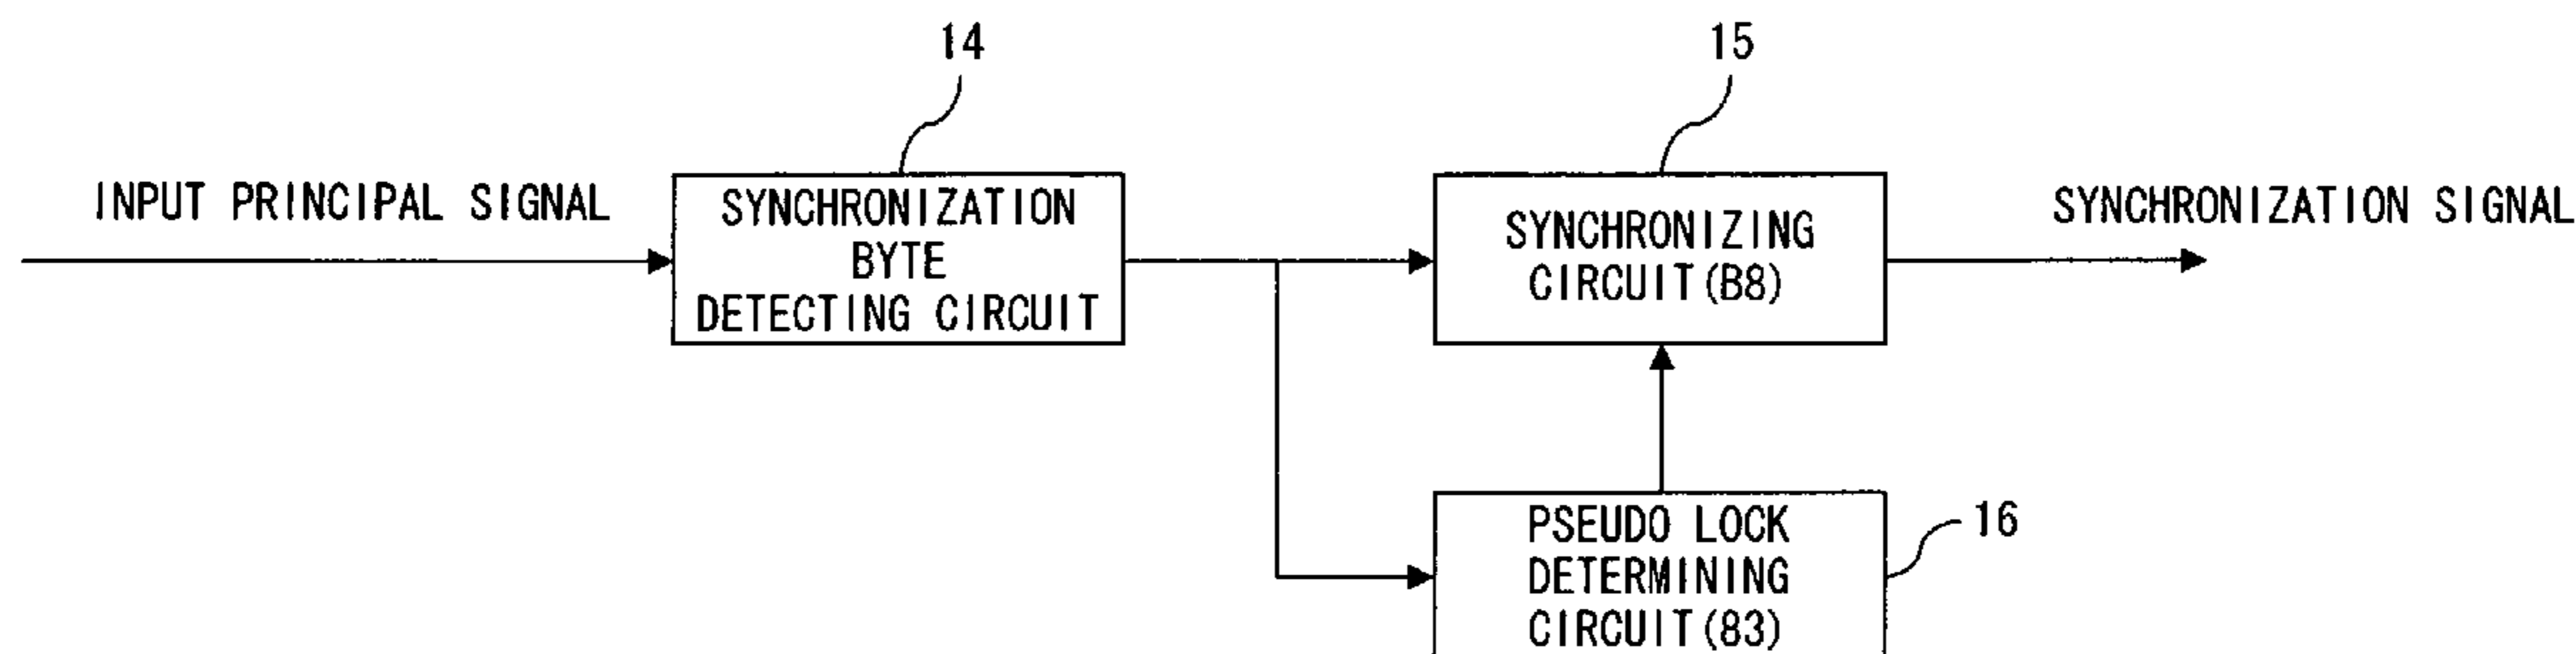 14
15
INPUT PRINCIPAL SIGNAL
SYNCHRONIZATION
BYTE
DETECTING CIRCUIT
SYNCHRONIZING
CIRCUIT(B8)
SYNCHRONIZATION SIGNAL
PSEUDO LOCK
DETERMINING
CIRCUIT(83)
16